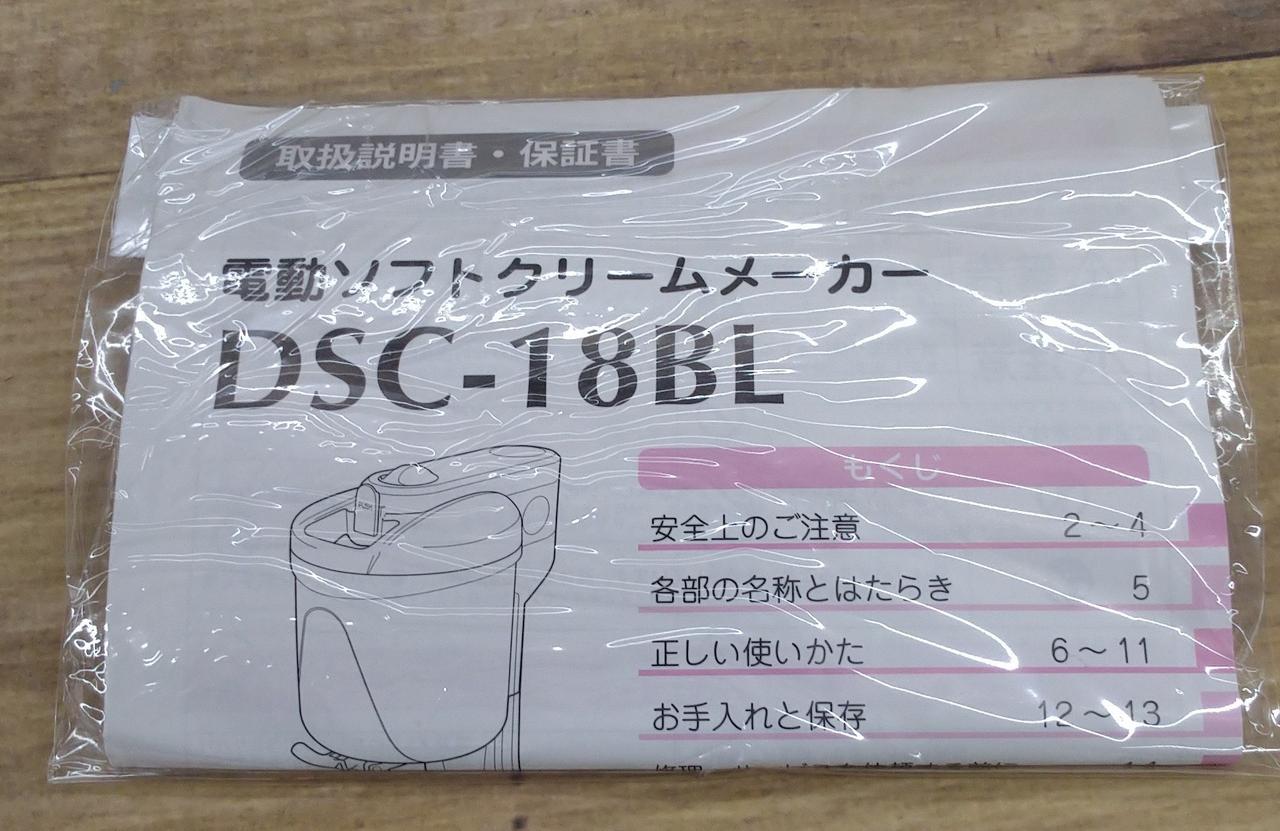 取扱説明書・保証書
電動ソフトクリームメーカー
DSC-18BL
もくじ
安全上のご注意 2～4
各部の名称とはたらき 5
正しい使いかた 6～11
お手入れと保存 12～13